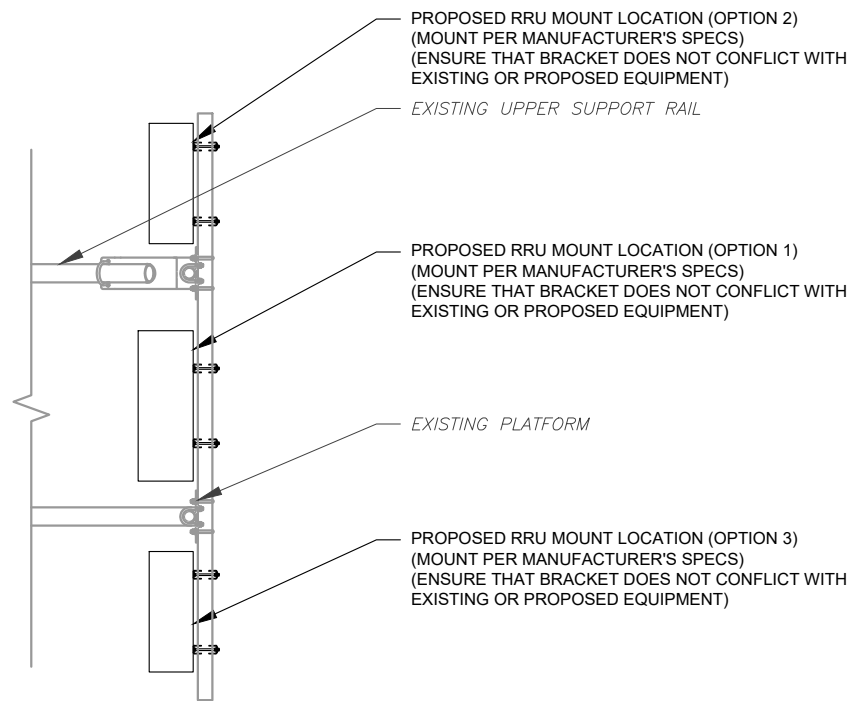 PROPOSED RRU MOUNT LOCATION (OPTION 2)
(MOUNT PER MANUFACTURER'S SPECS)
(ENSURE THAT BRACKET DOES NOT CONFLICT WITH
EXISTING OR PROPOSED EQUIPMENT)
EXISTING UPPER SUPPORT RAIL
PROPOSED RRU MOUNT LOCATION (OPTION 1)
(MOUNT PER MANUFACTURER'S SPECS)
(ENSURE THAT BRACKET DOES NOT CONFLICT WITH
EXISTING OR PROPOSED EQUIPMENT)
EXISTING PLATFORM
PROPOSED RRU MOUNT LOCATION (OPTION 3)
(MOUNT PER MANUFACTURER'S SPECS)
(ENSURE THAT BRACKET DOES NOT CONFLICT WITH
EXISTING OR PROPOSED EQUIPMENT)